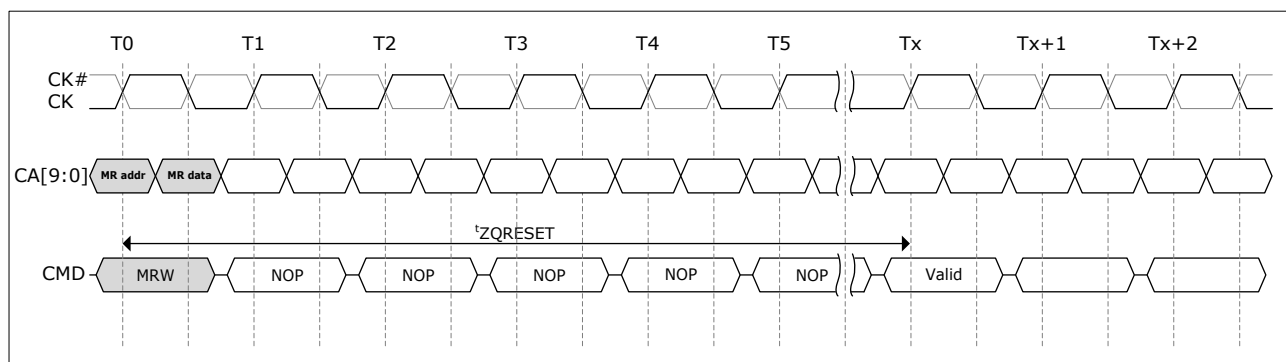 T0 T1 T2 T3 T4 T5 Tx Tx+1 Tx+2
CK#
CK
CA[9:0] MR addr MR data
tZQRESET
CMD MRW NOP NOP NOP NOP NOP Valid